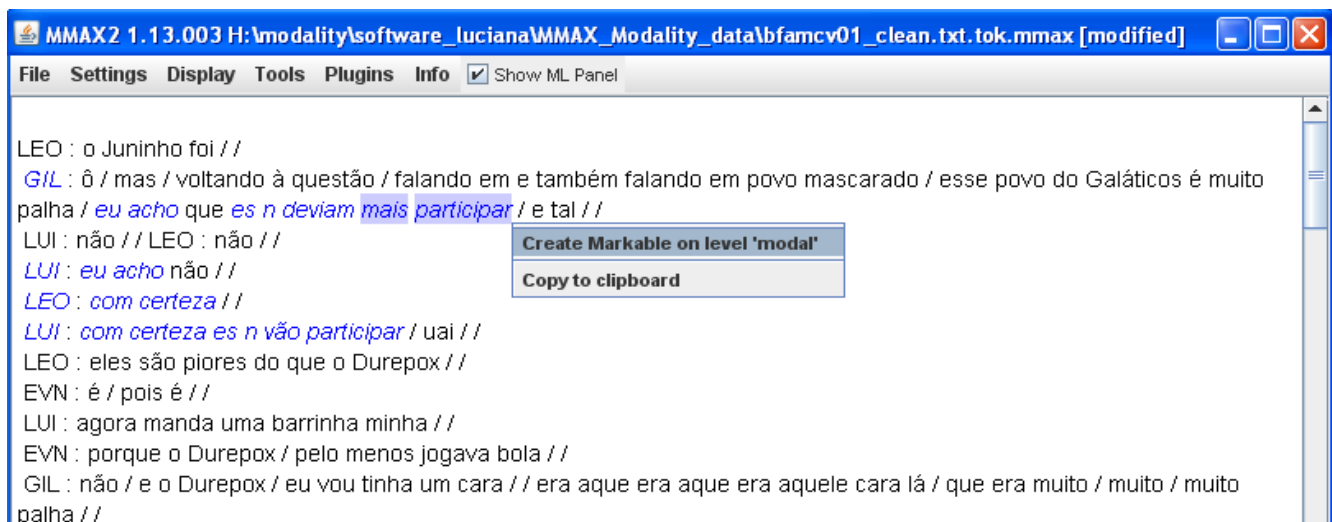 MMAX2 1.13.003 H:\modality\software_luciana\MMAX_Modality_data\bfamcv01_clean.txt.tok.mmax [modified]
File Settings Display Tools Plugins Info Show ML Panel
LEO : o Juninho foi / /
GIL : ô / mas / voltando à questão / falando em e também falando em povo mascarado / esse povo do Galáticos é muito
palha / eu acho que es n deviam mais participar / e tal / /
LUI : não / / LEO : não / /
Create Markable on level 'modal'
LUI : eu acho não / /
Copy to clipboard
LEO : com certeza / /
LUI : com certeza es n vão participar / uai / /
LEO : eles são piores do que o Durepox / /
EVN : é / pois é / /
LUI : agora manda uma barrinha minha / /
EVN : porque o Durepox / pelo menos jogava bola / /
GIL : não / e o Durepox / eu vou tinha um cara / / era aque era aque era aquele cara lá / que era muito / muito / muito
palha / /